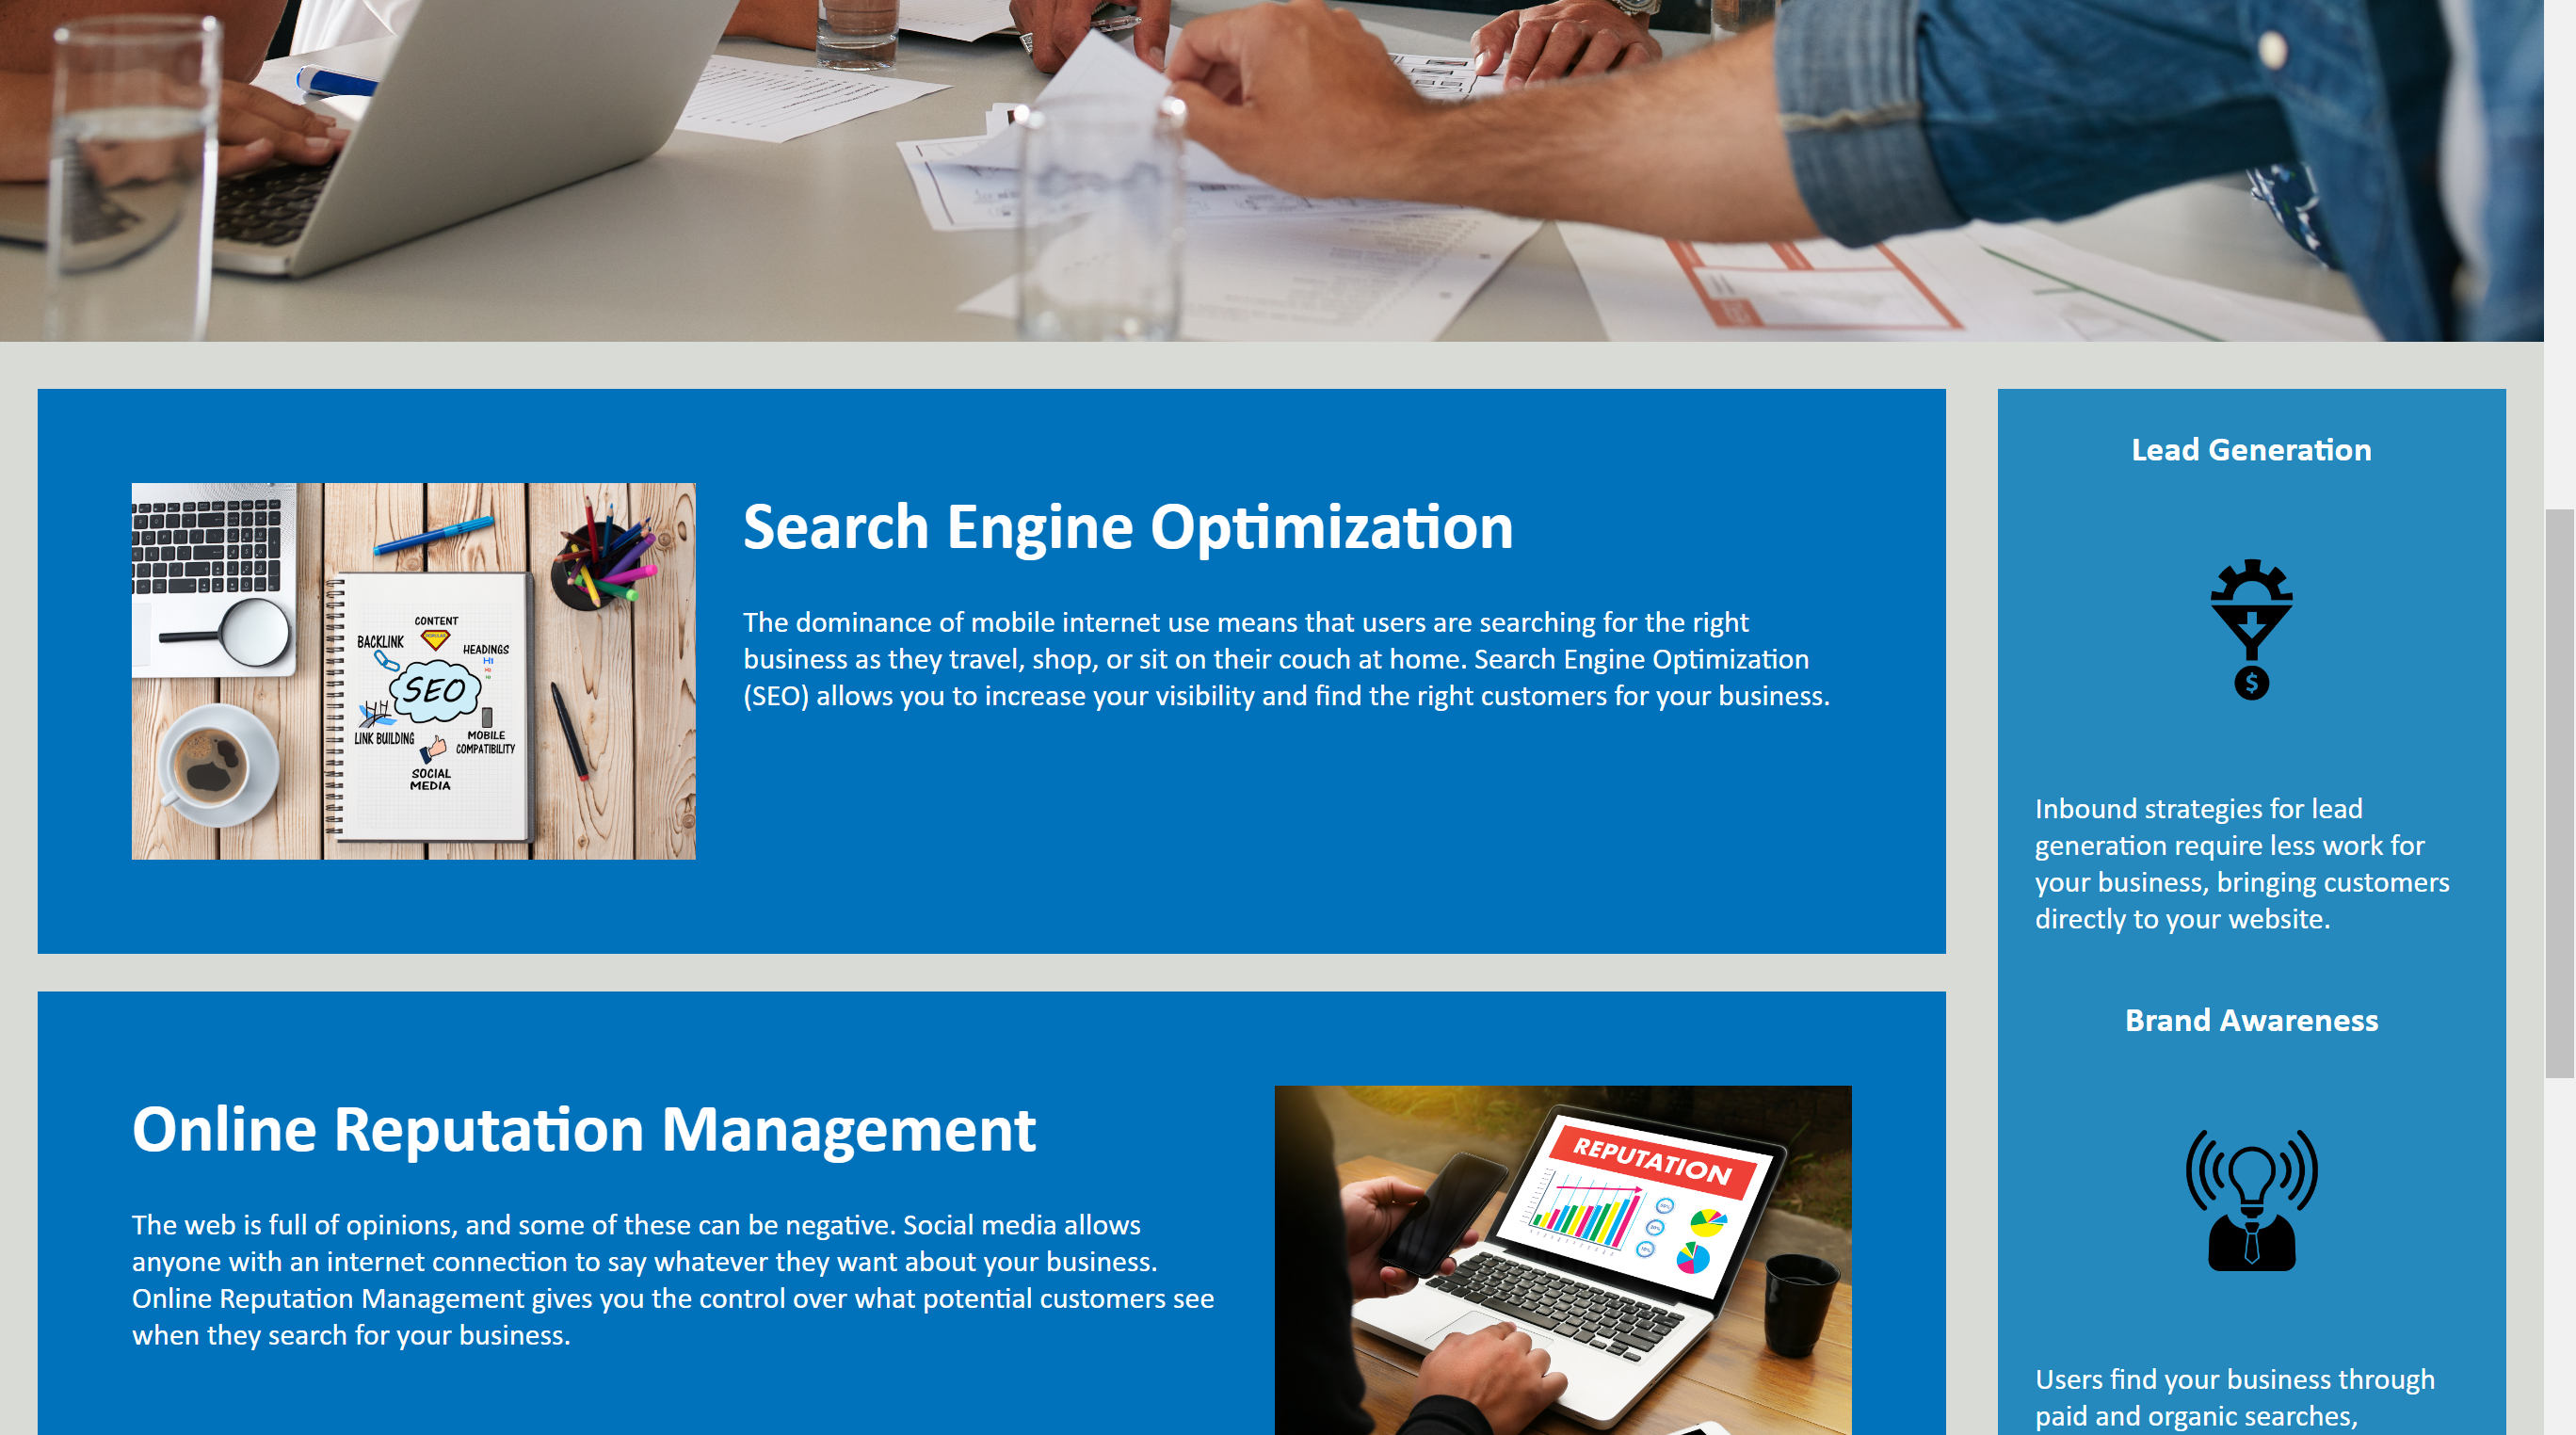 Search Engine Optimization
The dominance of mobile internet use means that users are searching for the right
business as they travel, shop, or sit on their couch at home. Search Engine Optimization
(SEO) allows you to increase your visibility and find the right customers for your business.
CONTENT
BACKLINK
HEADINGS
H1
SEO
LINK BUILDING
MOBILE
COMPATIBILITY
SOCIAL
MEDIA
Online Reputation Management
The web is full of opinions, and some of these can be negative. Social media allows
anyone with an internet connection to say whatever they want about your business.
Online Reputation Management gives you the control over what potential customers see
when they search for your business.
REPUTATION
Lead Generation
$
Inbound strategies for lead
generation require less work for
your business, bringing customers
directly to your website.
Brand Awareness
Users find your business through
paid and organic searches,